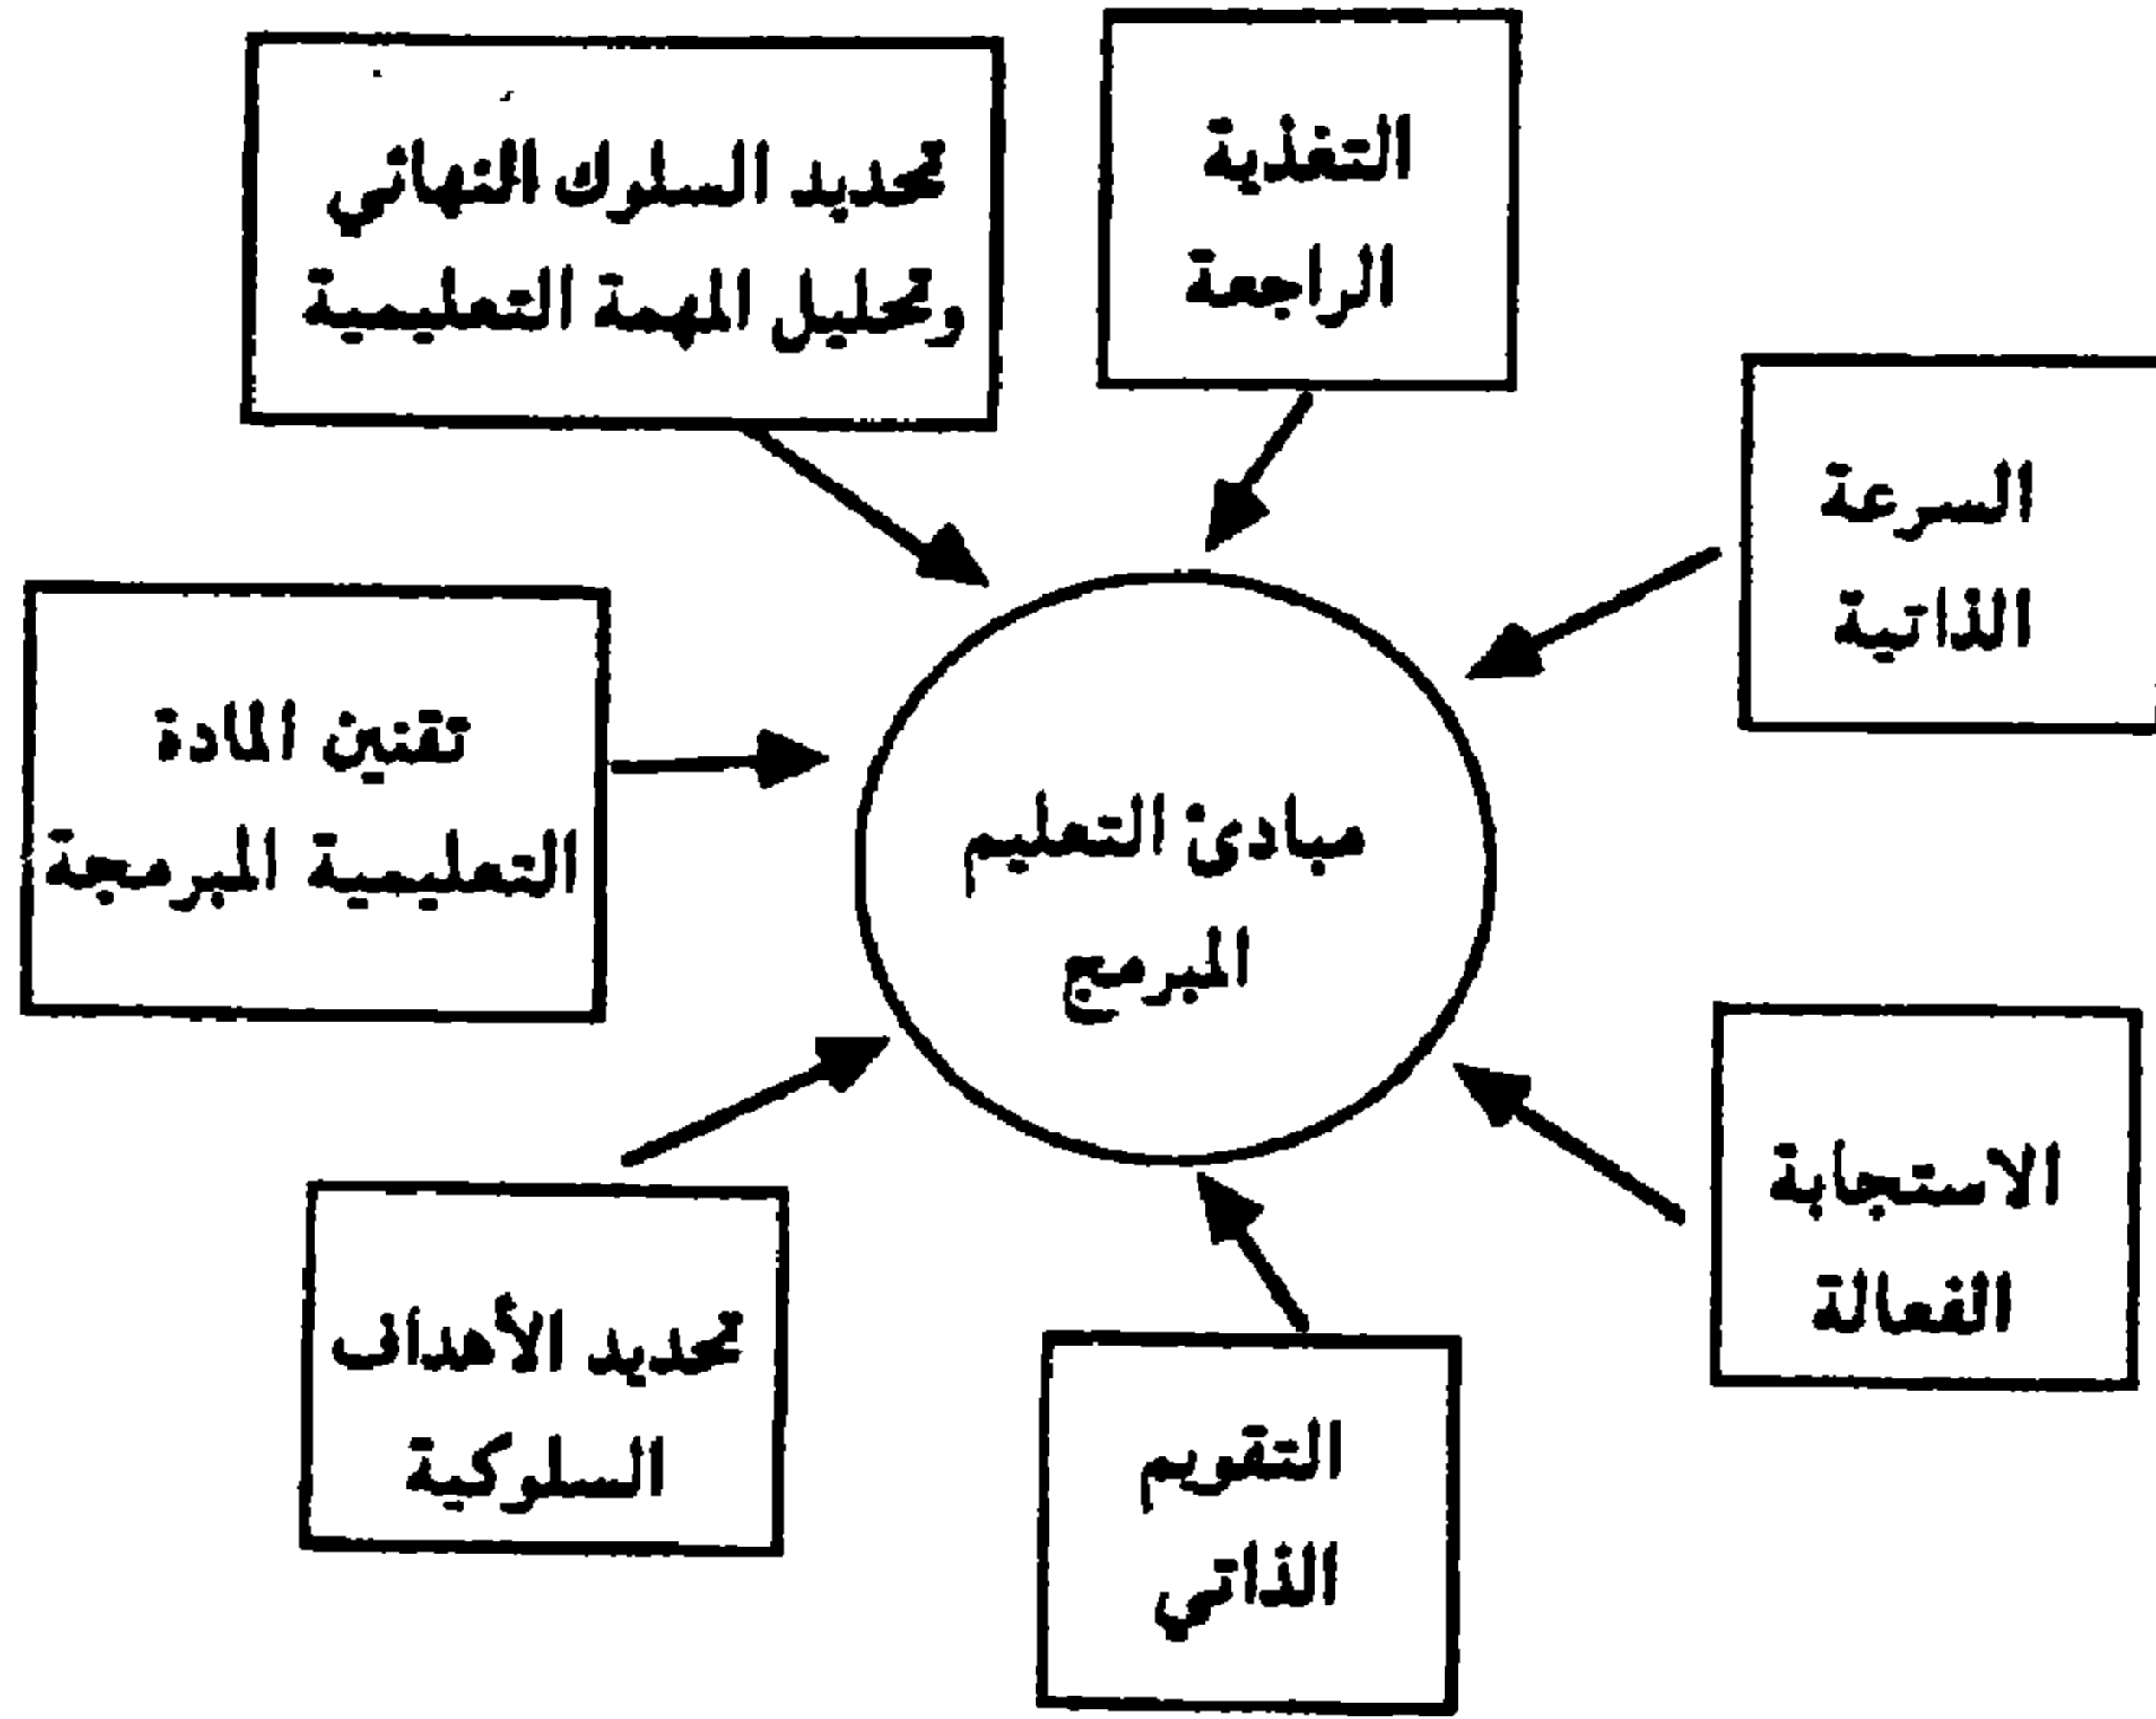 التغذية
الراجعة
تحديد السلوك النهائي
وتحليل المهمة التعليمية
السرعة
الذاتية
تقنين المادة
التعليمية المبرمجة
مبادئ التعليم
المبرمج
الاستجابة
الفعالة
تحديد الأهداف
السلوكية
التقويم
الذاتي